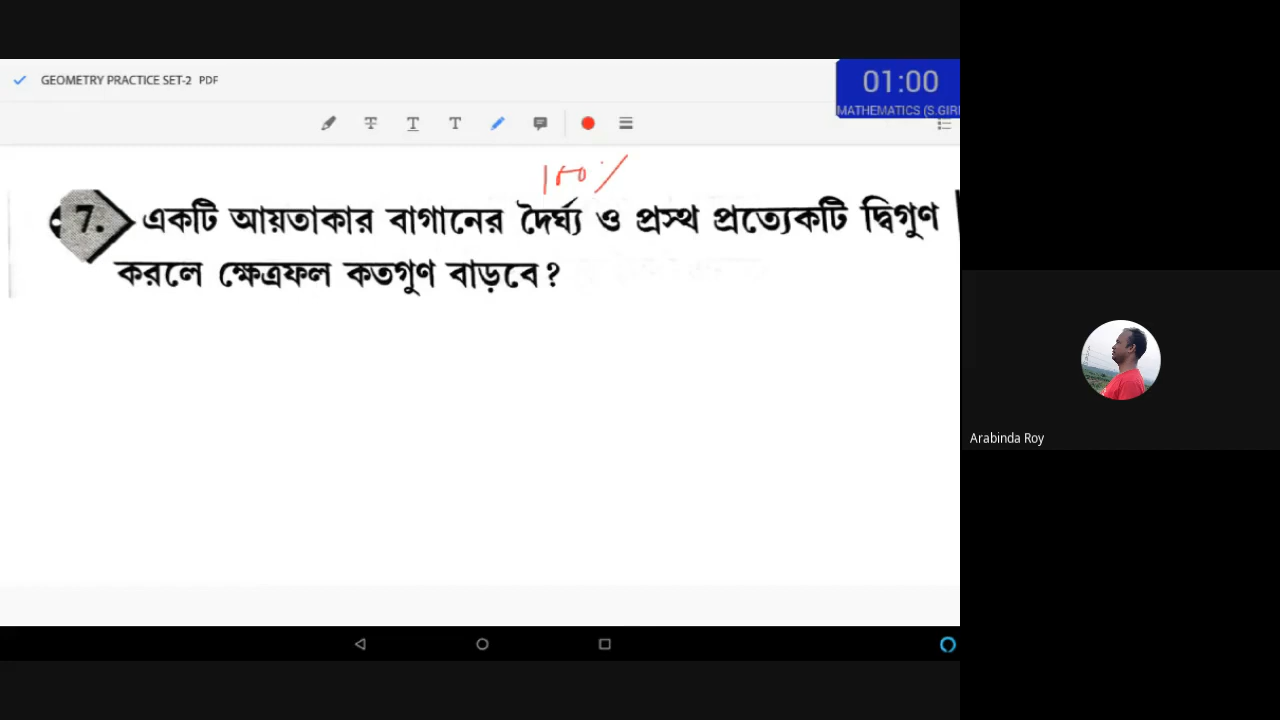 GEOMETRY PRACTICE SET-2 PDF
01:00
MATHEMATICS (S.GIRI
T T T
100%
7. একটি আয়তাকার বাগানের দৈর্ঘ্য ও প্রস্থ প্রত্যেকটি দ্বিগুণ
করলে ক্ষেত্রফল কতগুণ বাড়বে?
Arabinda Roy